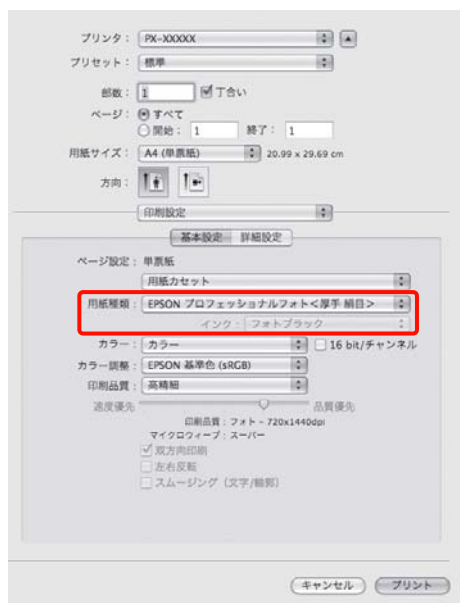 プリンタ： PX-XXXXX
プリセット： 標準
部数： 1 丁合い
ページ： すべて
開始： 1 終了： 1
用紙サイズ： A4 (単票紙) 20.99 x 29.69 cm
方向：
印刷設定
基本設定 詳細設定
ページ設定： 単票紙
用紙カセット
用紙種類： EPSON プロフェッショナルフォト＜厚手 絹目＞
インク： フォトブラック
カラー： カラー 16 bit/チャンネル
カラー調整： EPSON 基準色 (sRGB)
印刷品質： 高精細
速度優先 品質優先
印刷品質： フォト - 720x1440dpi
マイクロウィーブ： スーパー
双方向印刷
左右反転
スムージング（文字/輪郭）
キャンセル プリント